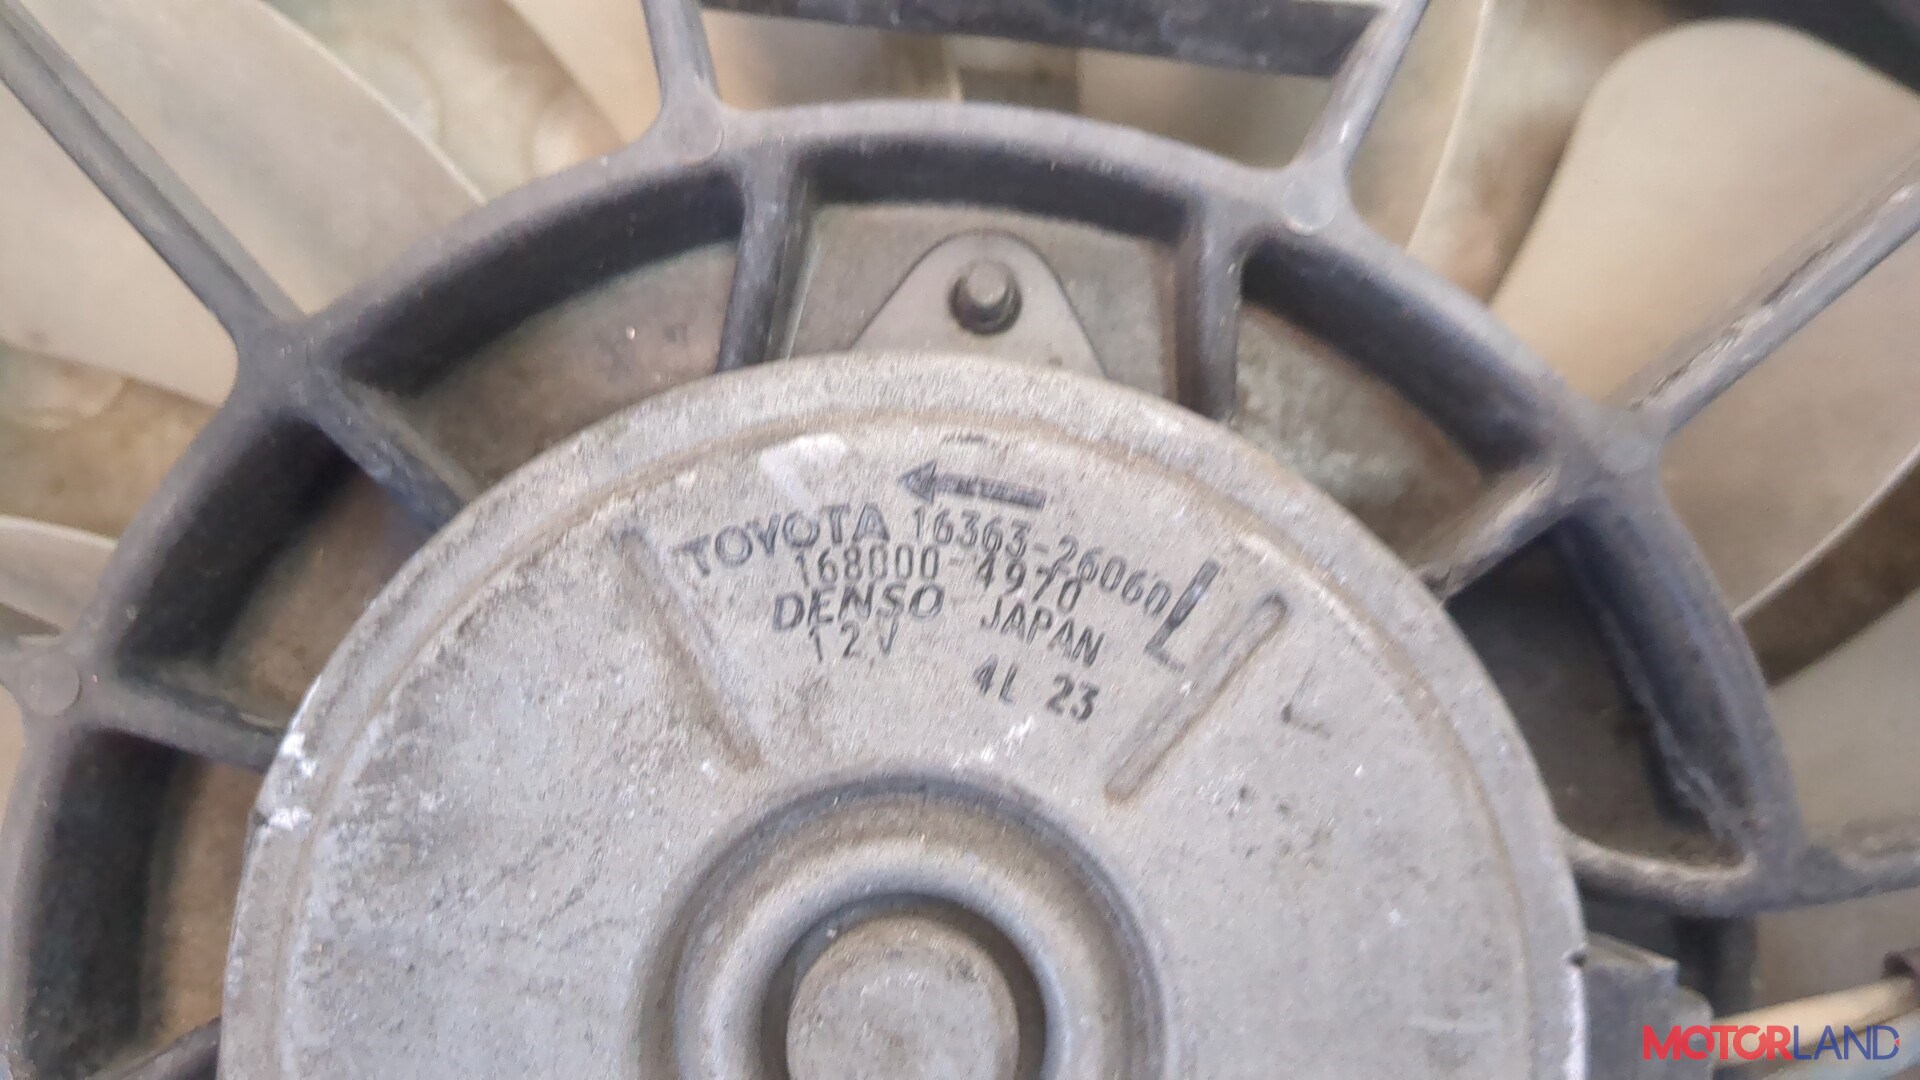 TOYOTA 16363-26060 L
168000-4970
DENSO JAPAN
12V
4L 23
MOTORLAND